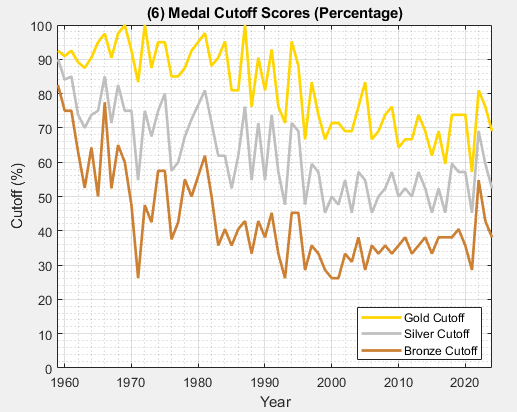 (6) Medal Cutoff Scores (Percentage)
100
90
80
70
60
50
40
30
20
10
0
Cutoff (%)
Gold Cutoff
Silver Cutoff
Bronze Cutoff
1960 1970 1980 1990 2000 2010 2020
Year